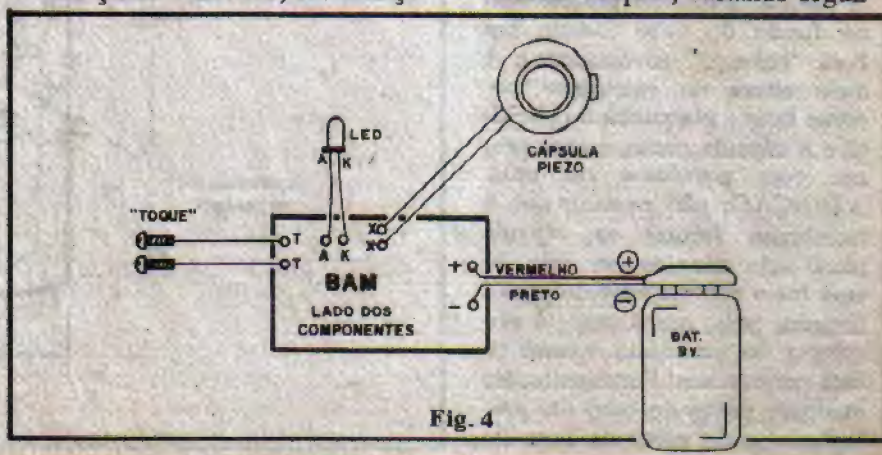 LED
A K
CÁPSULA
PIEZO
"TOQUE"
T
T
A K
X
X
BAM
LADO DOS
COMPONENTES
+
-
VERMELHO
PRETO
+
-
BAT.
9V.
Fig. 4